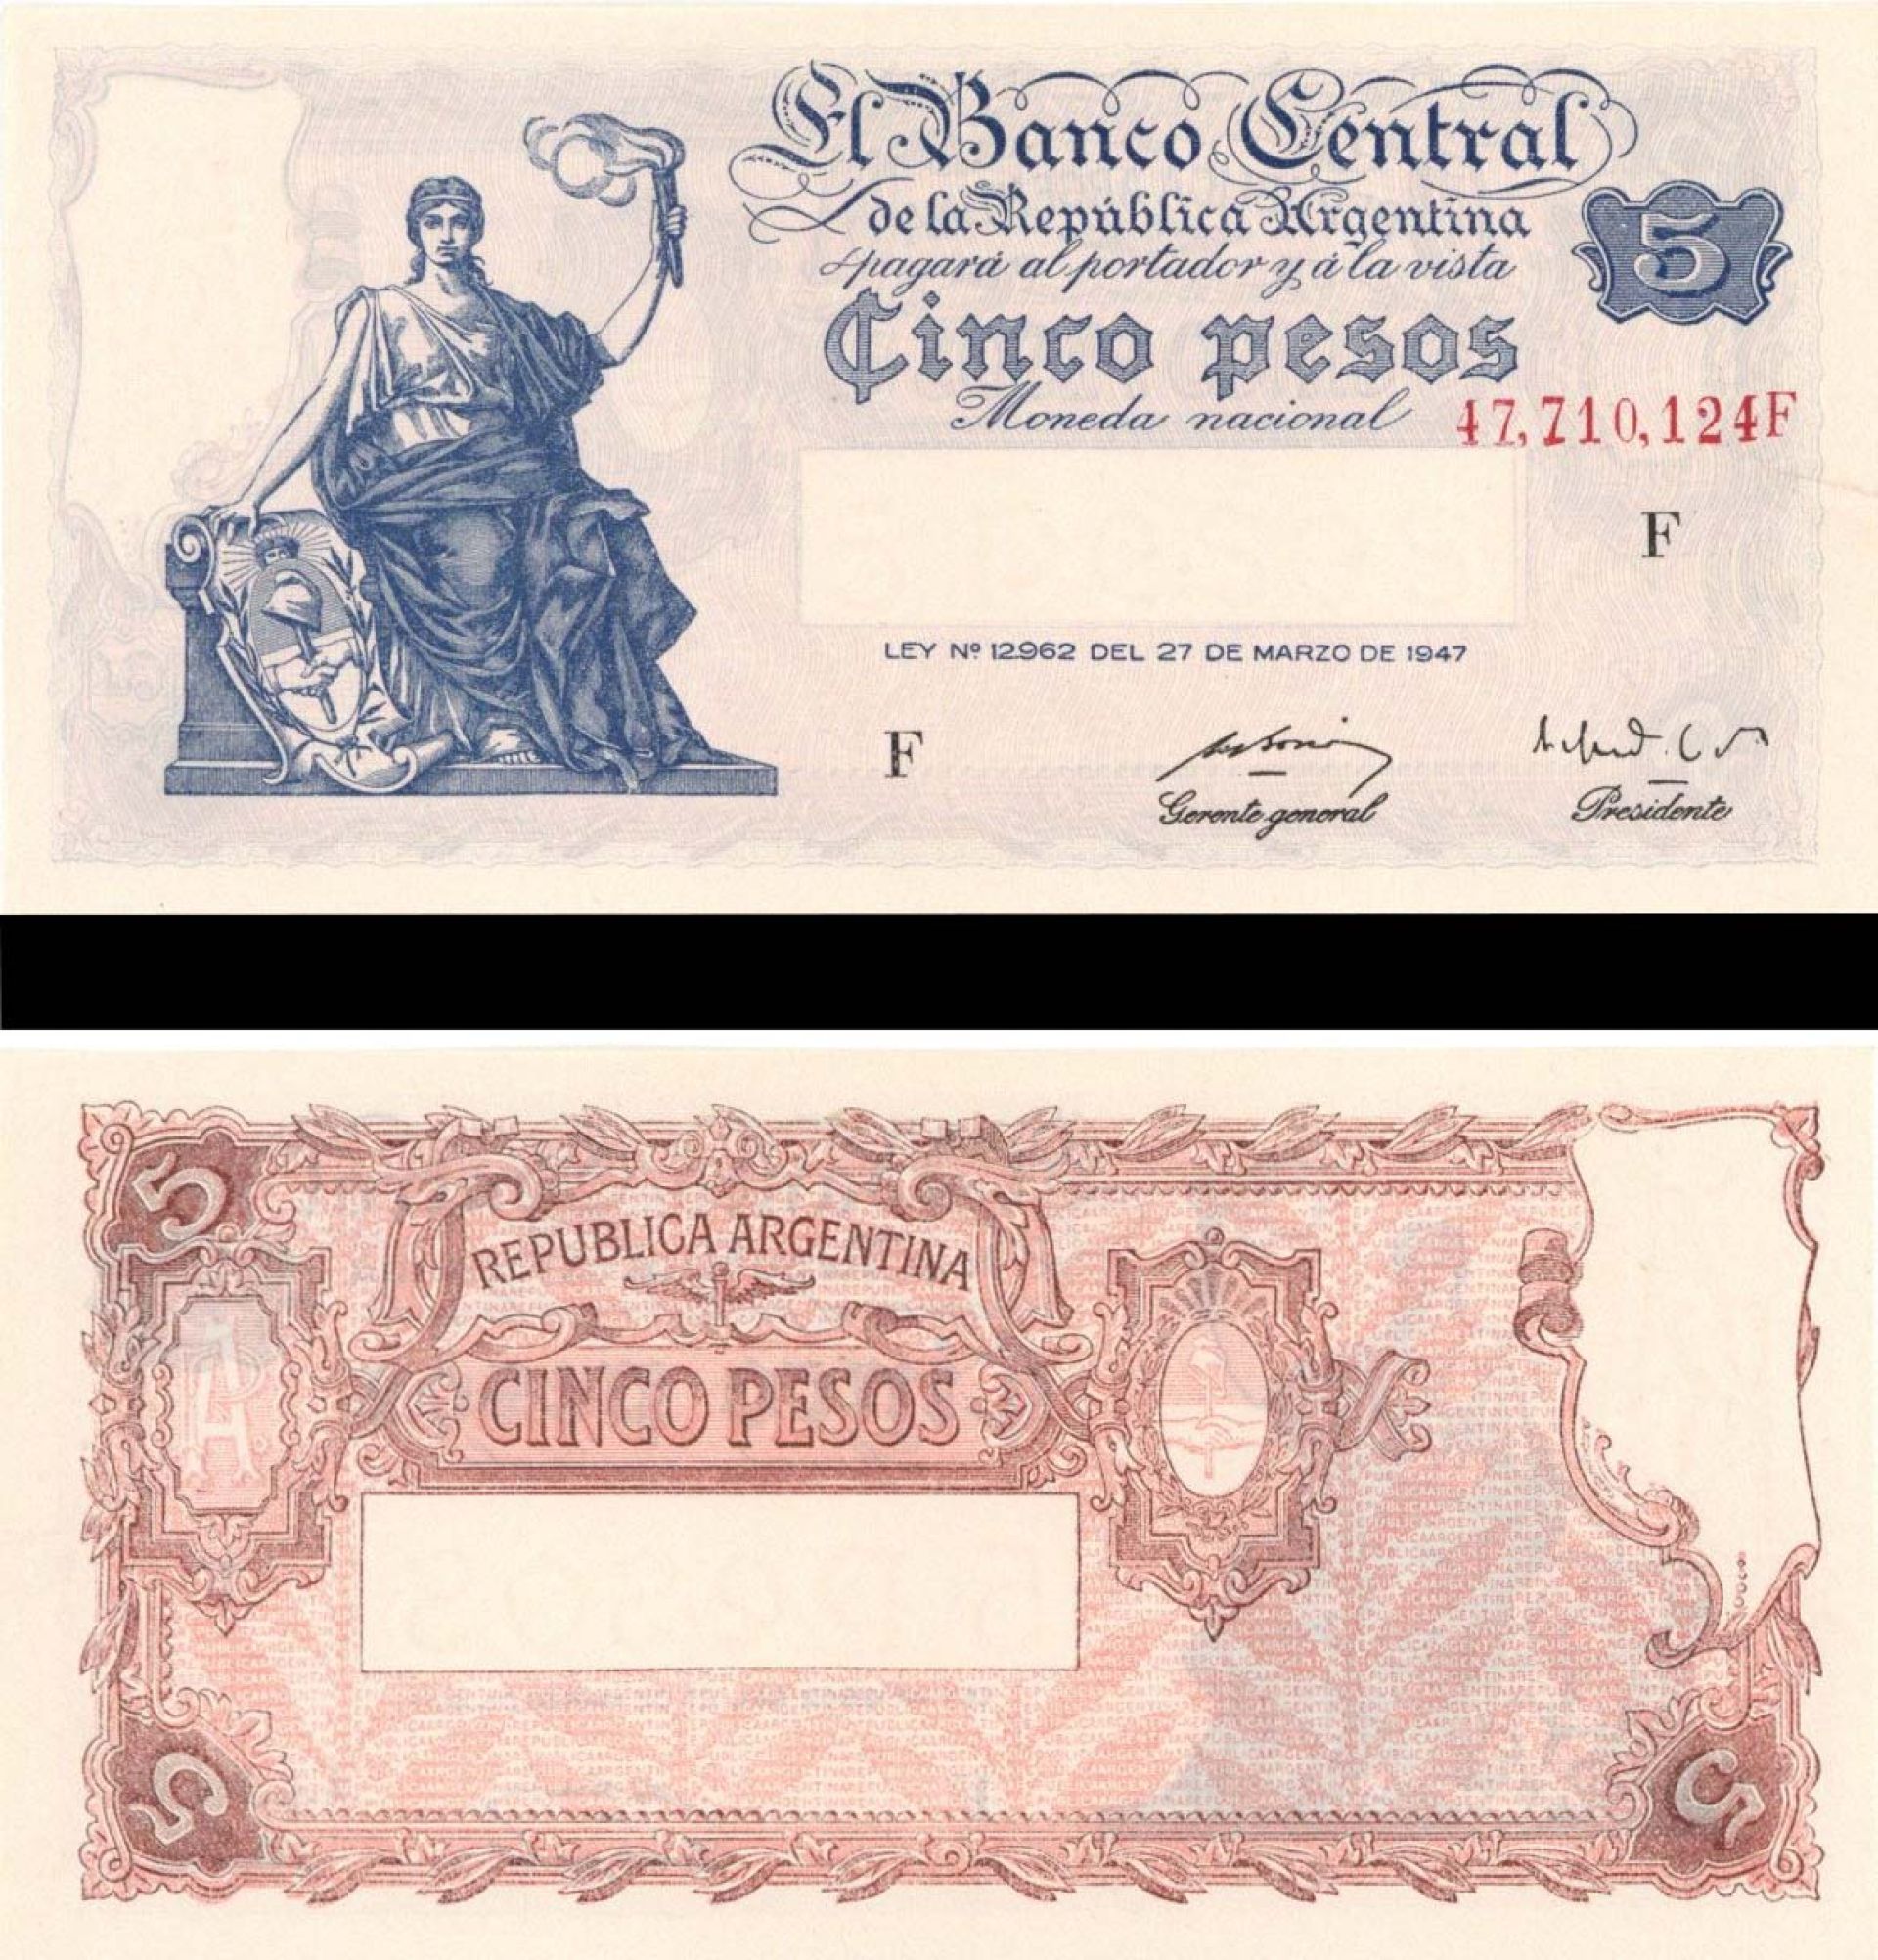 El Banco Central
de la República Argentina
pagará al portador y á la vista
Cinco pesos
5
Moneda nacional
47,710,124F
F
LEY Nº 12.962 DEL 27 DE MARZO DE 1947
F
Gerente general
Presidente
5
REPUBLICA ARGENTINA
CINCO PESOS
5
5